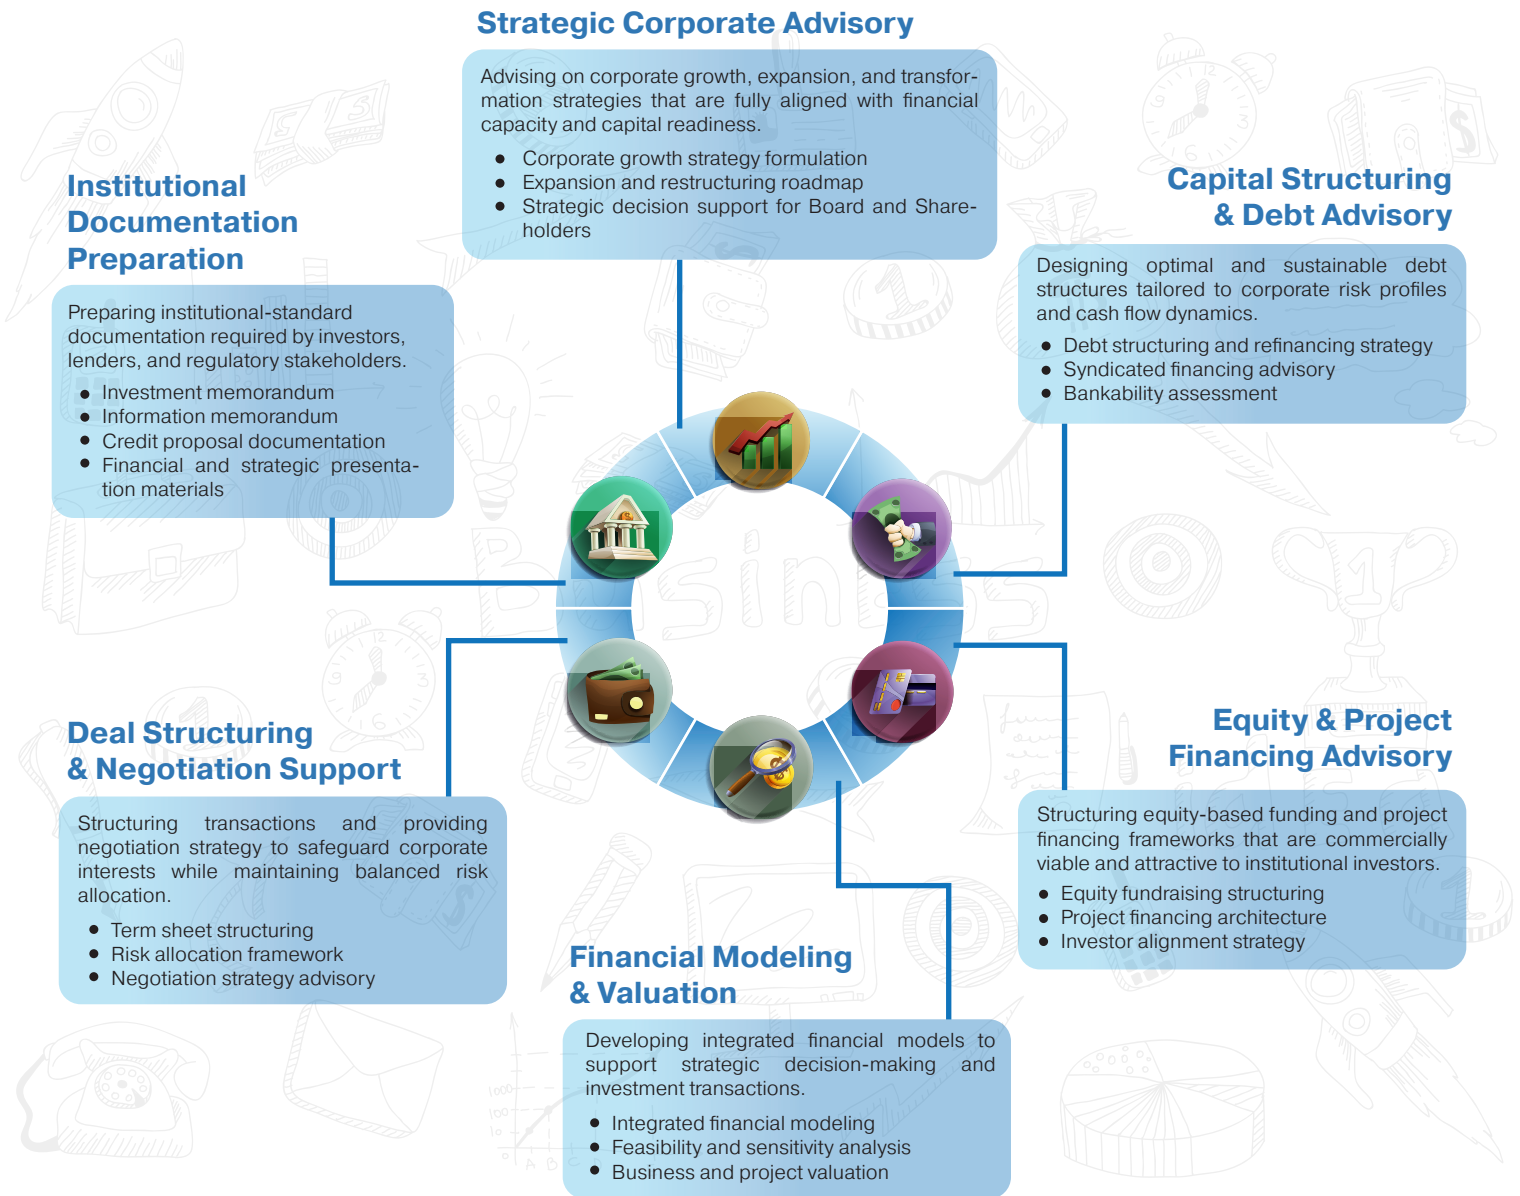 Strategic Corporate Advisory
Advising on corporate growth, expansion, and transfor-
mation strategies that are fully aligned with financial
capacity and capital readiness.
● Corporate growth strategy formulation
● Expansion and restructuring roadmap
● Strategic decision support for Board and Share-
holders
Institutional
Documentation
Preparation
Preparing institutional-standard
documentation required by investors,
lenders, and regulatory stakeholders.
● Investment memorandum
● Information memorandum
● Credit proposal documentation
● Financial and strategic presenta-
tion materials
Capital Structuring
& Debt Advisory
Designing optimal and sustainable debt
structures tailored to corporate risk profiles
and cash flow dynamics.
● Debt structuring and refinancing strategy
● Syndicated financing advisory
● Bankability assessment
Business
Deal Structuring
& Negotiation Support
Structuring transactions and providing
negotiation strategy to safeguard corporate
interests while maintaining balanced risk
allocation.
● Term sheet structuring
● Risk allocation framework
● Negotiation strategy advisory
Equity & Project
Financing Advisory
Structuring equity-based funding and project
financing frameworks that are commercially
viable and attractive to institutional investors.
● Equity fundraising structuring
● Project financing architecture
● Investor alignment strategy
Financial Modeling
& Valuation
Developing integrated financial models to
support strategic decision-making and
investment transactions.
● Integrated financial modeling
● Feasibility and sensitivity analysis
● Business and project valuation